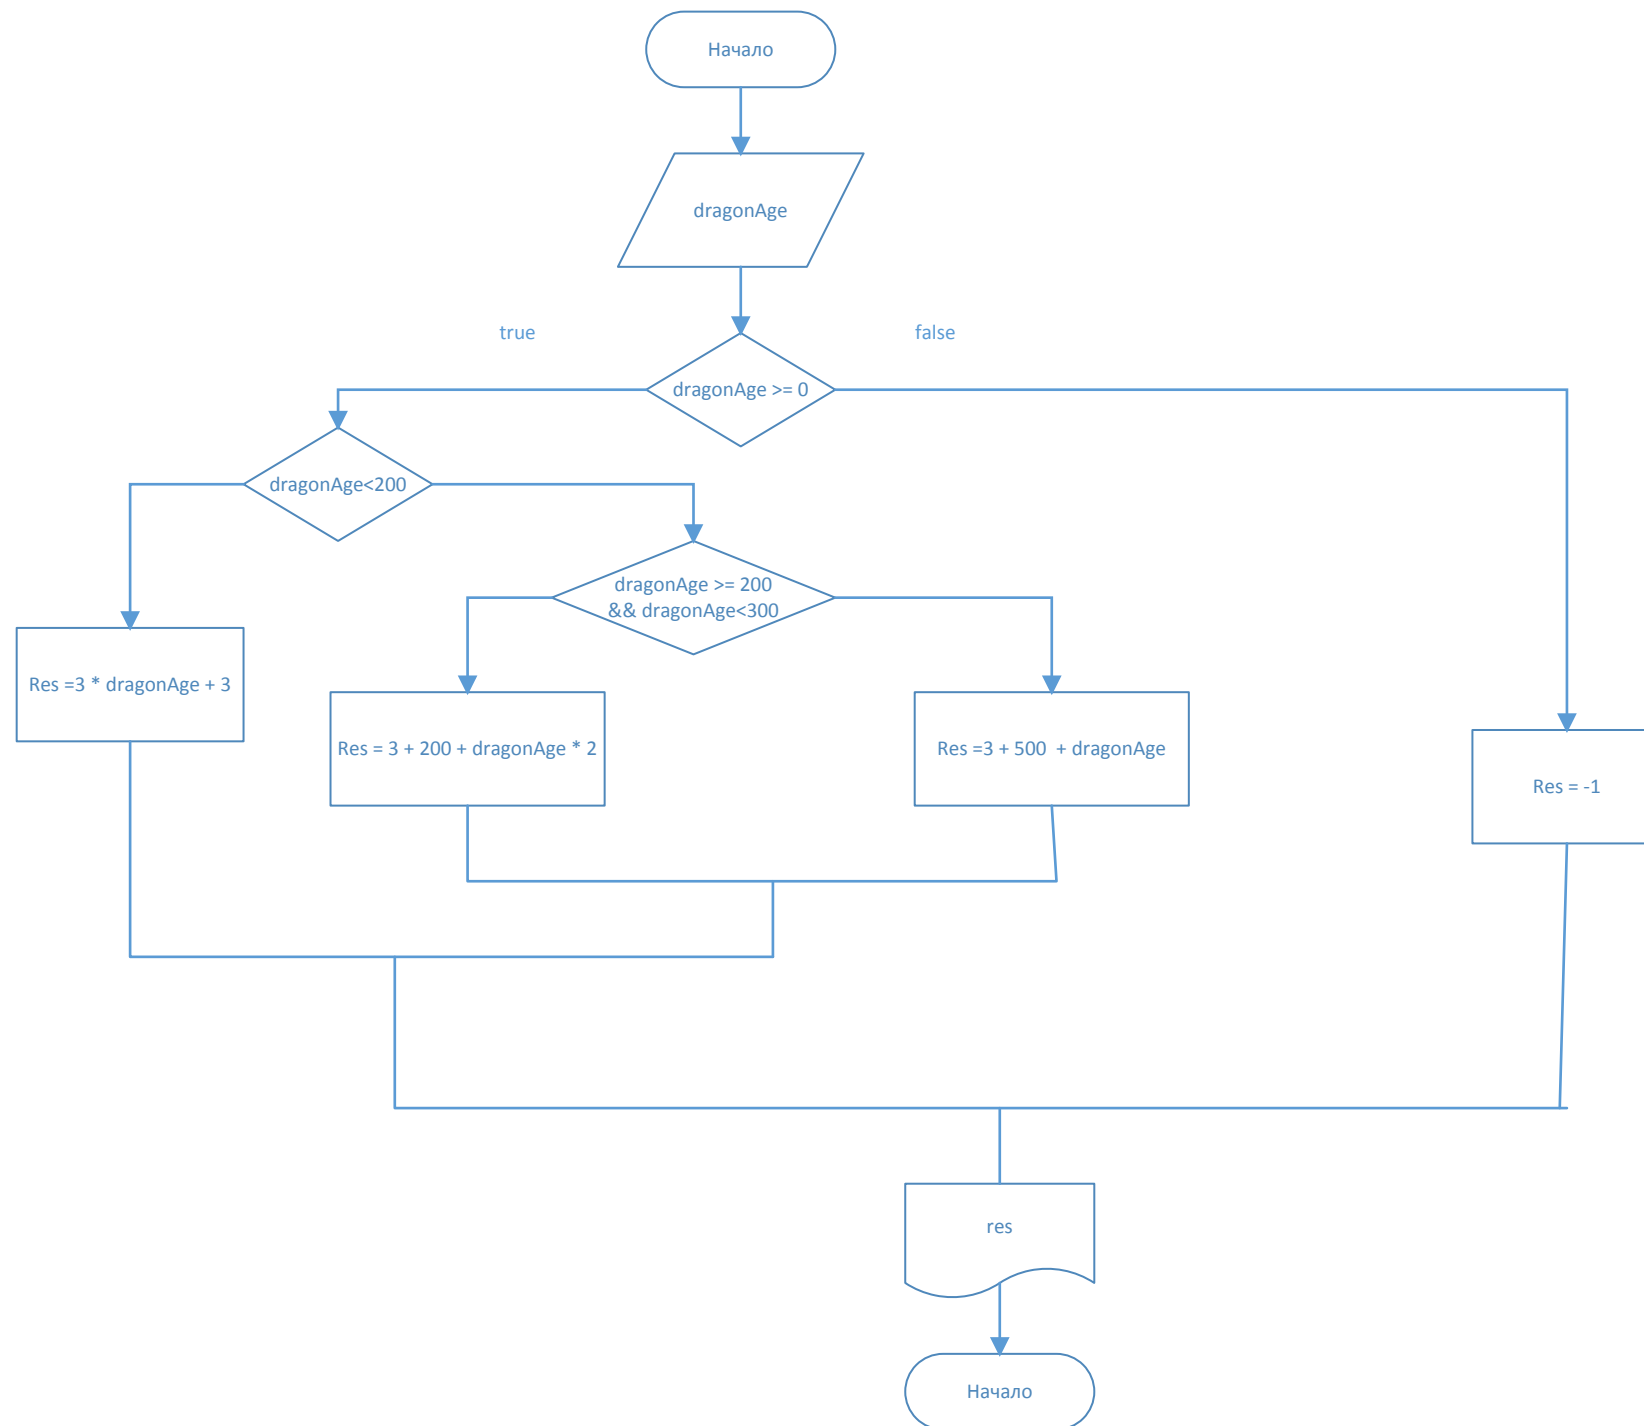 Начало
dragonAge
true
false
dragonAge >= 0
dragonAge<200
dragonAge >= 200
&& dragonAge<300
Res =3 * dragonAge + 3
Res = 3 + 200 + dragonAge * 2
Res =3 + 500  + dragonAge
Res = -1
res
Начало